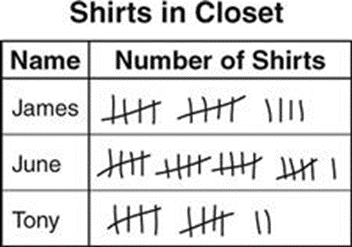 Shirts in Closet
Name Number of Shirts
James
June
Tony